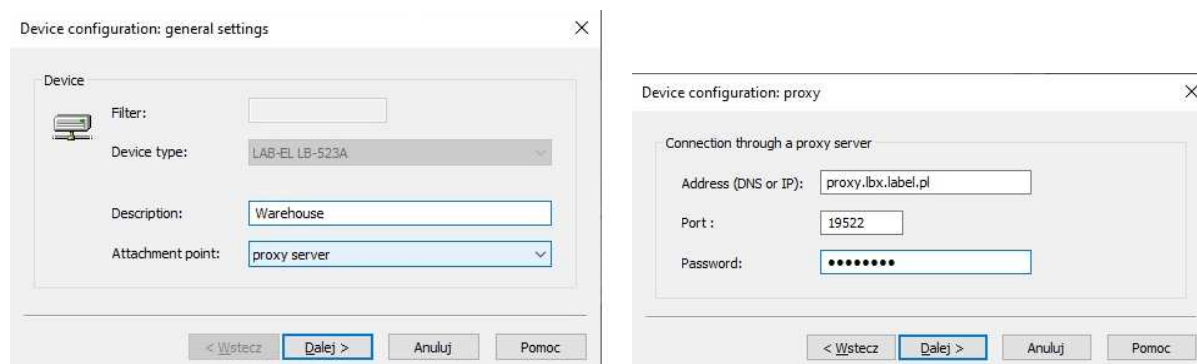 Device configuration: general settings
Device
Filter:
Device type: LAB-EL LB-523A
Description: Warehouse
Attachment point: proxy server
< Wstecz Dalej > Anuluj Pomoc
Device configuration: proxy
Connection through a proxy server
Address (DNS or IP): proxy.lbx.label.pl
Port : 19522
Password: ●●●●●●●●
< Wstecz Dalej > Anuluj Pomoc